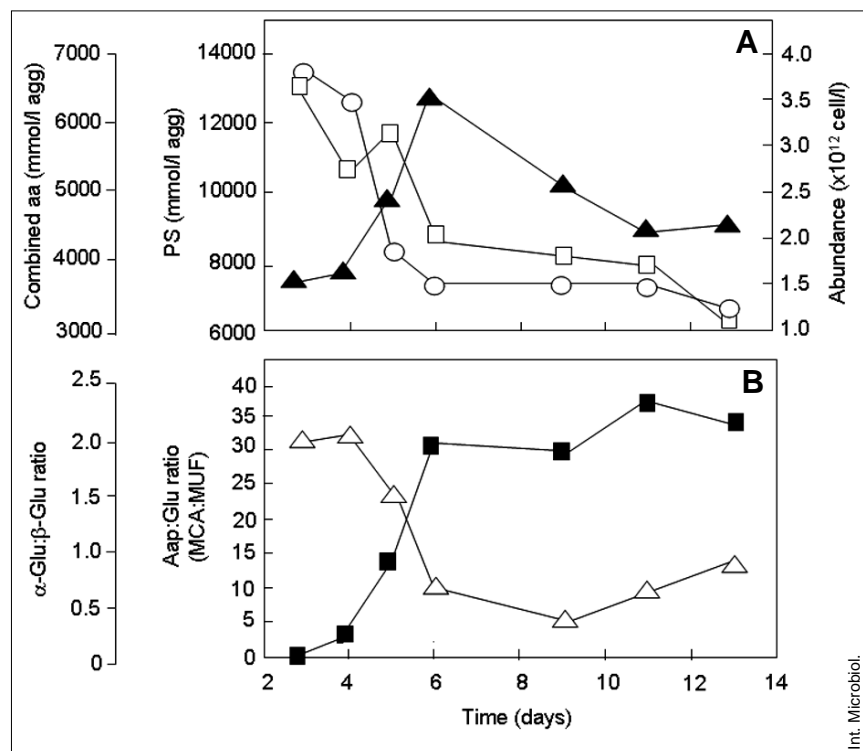 A
7000
6000
5000
4000
3000
Combined aa (mmol/l agg)
14000
12000
10000
8000
6000
PS (mmol/l agg)
4.0
3.5
3.0
2.5
2.0
1.5
1.0
Abundance (x10¹² cell/l)
B
2.5
2.0
1.5
1.0
0.5
0
α-Glu:β-Glu ratio
40
35
30
25
20
15
10
5
0
Aap:Glu ratio
(MCA:MUF)
2 4 6 8 10 12 14
Time (days)
Int. Microbiol.